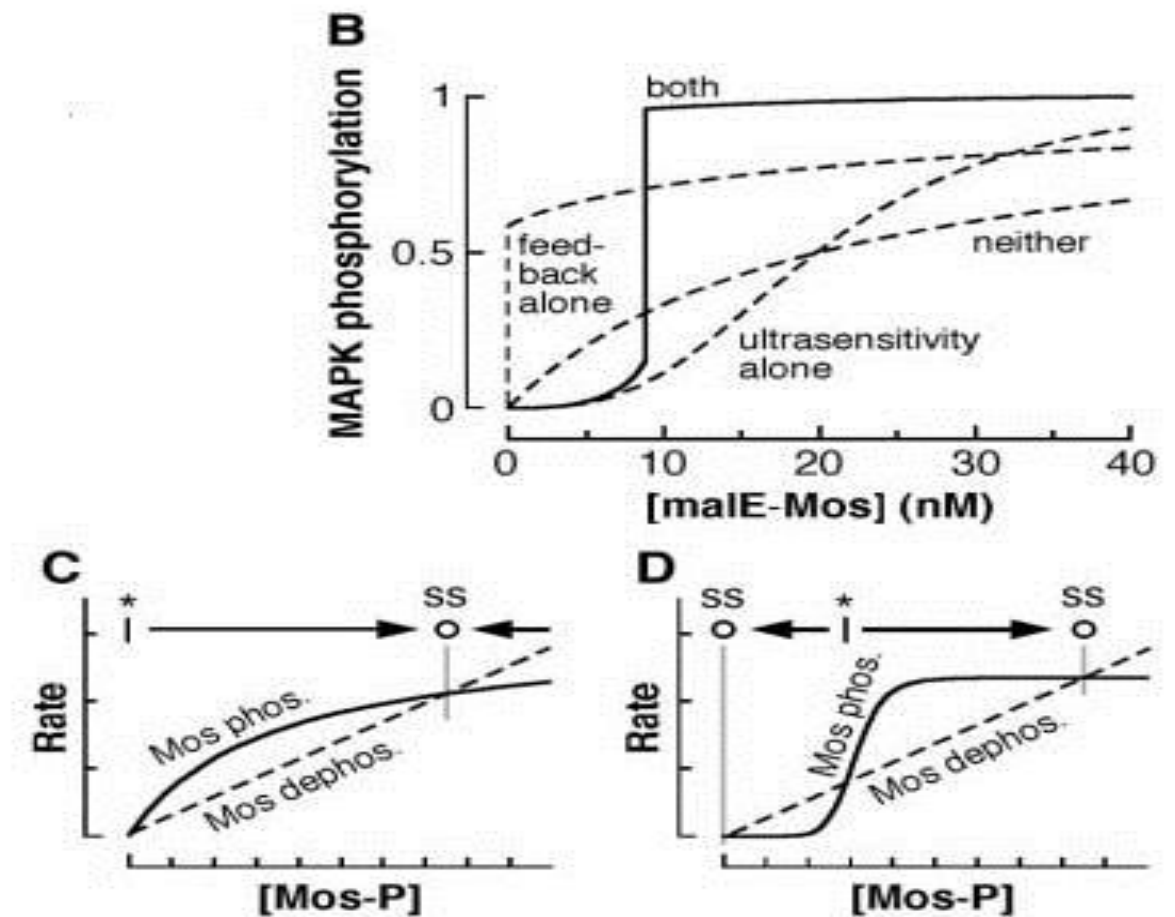 B
MAPK phosphorylation
1
0.5
0
both
feed-
back
alone
neither
ultrasensitivity
alone
0 10 20 30 40
[malE-Mos] (nM)
C
*
SS
Rate
Mos phos.
Mos dephos.
[Mos-P]
D
SS
*
SS
Rate
Mos phos.
Mos dephos.
[Mos-P]